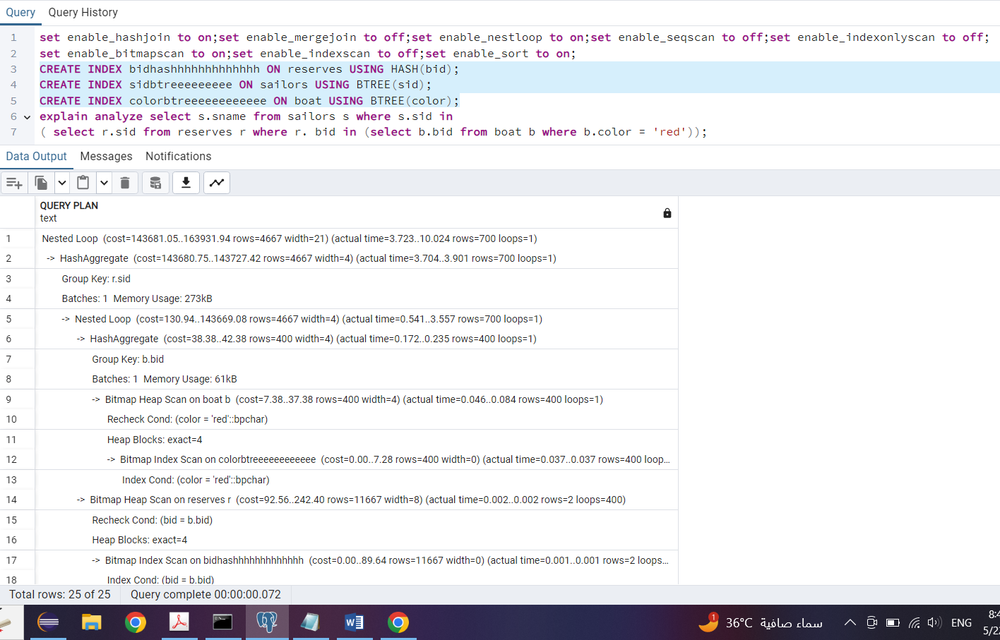 Query Query History
1 set enable_hashjoin to on;set enable_mergejoin to off;set enable_nestloop to on;set enable_seqscan to off;set enable_indexonlyscan to off;
2 set enable_bitmapscan to on;set enable_indexscan to off;set enable_sort to on;
3 CREATE INDEX bidhashhhhhhhhhhhhh ON reserves USING HASH(bid);
4 CREATE INDEX sidbtreeeeeeeee ON sailors USING BTREE(sid);
5 CREATE INDEX colorbtreeeeeeeeeeee ON boat USING BTREE(color);
6 explain analyze select s.sname from sailors s where s.sid in
7 ( select r.sid from reserves r where r. bid in (select b.bid from boat b where b.color = 'red'));
Data Output Messages Notifications
QUERY PLAN
text
1 Nested Loop (cost=143681.05..163931.94 rows=4667 width=21) (actual time=3.723..10.024 rows=700 loops=1)
2 -> HashAggregate (cost=143680.75..143727.42 rows=4667 width=4) (actual time=3.704..3.901 rows=700 loops=1)
3 Group Key: r.sid
4 Batches: 1 Memory Usage: 273kB
5 -> Nested Loop (cost=130.94..143669.08 rows=4667 width=4) (actual time=0.541..3.557 rows=700 loops=1)
6 -> HashAggregate (cost=38.38..42.38 rows=400 width=4) (actual time=0.172..0.235 rows=400 loops=1)
7 Group Key: b.bid
8 Batches: 1 Memory Usage: 61kB
9 -> Bitmap Heap Scan on boat b (cost=7.38..37.38 rows=400 width=4) (actual time=0.046..0.084 rows=400 loops=1)
10 Recheck Cond: (color = 'red'::bpchar)
11 Heap Blocks: exact=4
12 -> Bitmap Index Scan on colorbtreeeeeeeeeeee (cost=0.00..7.28 rows=400 width=0) (actual time=0.037..0.037 rows=400 loop...
13 Index Cond: (color = 'red'::bpchar)
14 -> Bitmap Heap Scan on reserves r (cost=92.56..242.40 rows=11667 width=8) (actual time=0.002..0.002 rows=2 loops=400)
15 Recheck Cond: (bid = b.bid)
16 Heap Blocks: exact=4
17 -> Bitmap Index Scan on bidhashhhhhhhhhhhhh (cost=0.00..89.64 rows=11667 width=0) (actual time=0.001..0.001 rows=2 loops...
18 Index Cond: (bid = b.bid)
Total rows: 25 of 25 Query complete 00:00:00.072
1 36°C سماء صافية ENG 8:4
5/2